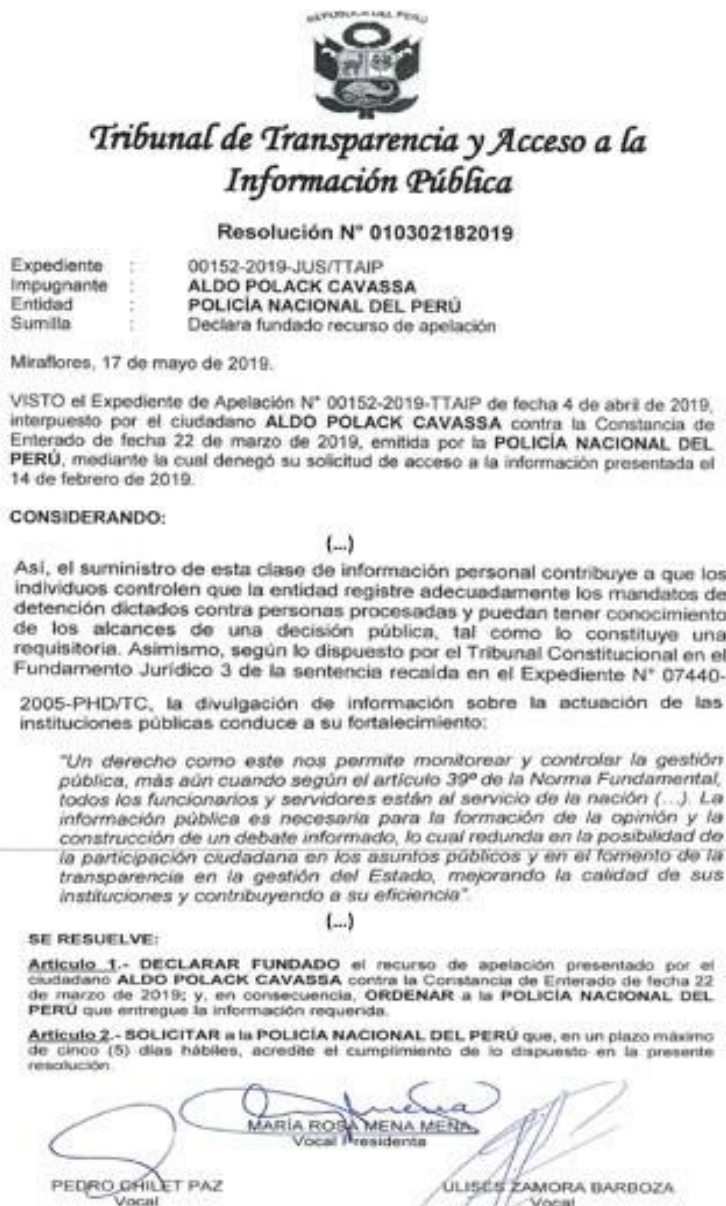 REPÚBLICA DEL PERÚ
Tribunal de Transparencia y Acceso a la
Información Pública
Resolución N° 010302182019
Expediente : 00152-2019-JUS/TTAIP
Impugnante : ALDO POLACK CAVASSA
Entidad : POLICÍA NACIONAL DEL PERÚ
Sumilla : Declara fundado recurso de apelación
Miraflores, 17 de mayo de 2019.
VISTO el Expediente de Apelación N° 00152-2019-TTAIP de fecha 4 de abril de 2019,
interpuesto por el ciudadano ALDO POLACK CAVASSA contra la Constancia de
Enterado de fecha 22 de marzo de 2019, emitida por la POLICÍA NACIONAL DEL
PERÚ, mediante la cual denegó su solicitud de acceso a la información presentada el
14 de febrero de 2019.
CONSIDERANDO:
(...)
Así, el suministro de esta clase de información personal contribuye a que los
individuos controlen que la entidad registre adecuadamente los mandatos de
detención dictados contra personas procesadas y puedan tener conocimiento
de los alcances de una decisión pública, tal como lo constituye una
requisitoria. Asimismo, según lo dispuesto por el Tribunal Constitucional en el
Fundamento Jurídico 3 de la sentencia recaída en el Expediente N° 07440-
2005-PHD/TC, la divulgación de información sobre la actuación de las
instituciones públicas conduce a su fortalecimiento:
"Un derecho como este nos permite monitorear y controlar la gestión
pública, más aún cuando según el artículo 39º de la Norma Fundamental,
todos los funcionarios y servidores están al servicio de la nación (...). La
información pública es necesaria para la formación de la opinión y la
construcción de un debate informado, lo cual redunda en la posibilidad de
la participación ciudadana en los asuntos públicos y en el fomento de la
transparencia en la gestión del Estado, mejorando la calidad de sus
instituciones y contribuyendo a su eficiencia".
(...)
SE RESUELVE:
Artículo 1.- DECLARAR FUNDADO el recurso de apelación presentado por el
ciudadano ALDO POLACK CAVASSA contra la Constancia de Enterado de fecha 22
de marzo de 2019; y, en consecuencia, ORDENAR a la POLICÍA NACIONAL DEL
PERÚ que entregue la información requerida.
Artículo 2.- SOLICITAR a la POLICÍA NACIONAL DEL PERÚ que, en un plazo máximo
de cinco (5) días hábiles, acredite el cumplimiento de lo dispuesto en la presente
resolución.
MARÍA ROSA MENA MENA
Vocal Presidenta
PEDRO CHILET PAZ
Vocal
ULISES ZAMORA BARBOZA
Vocal